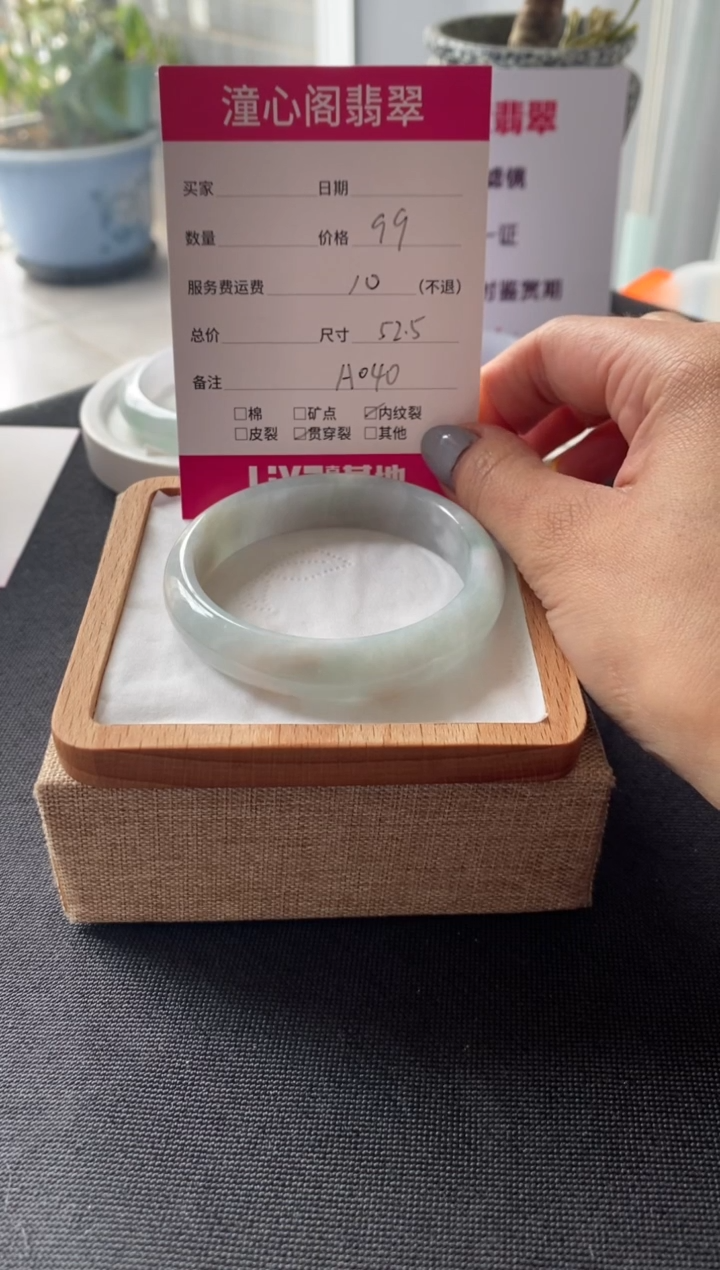 潼心阁翡翠
买家 日期
数量 价格 99
服务费运费 10 (不退)
总价 尺寸 52.5
备注 A040
□棉 □矿点 ☑内纹裂
□皮裂 ☑贯穿裂 □其他
翡翠
一证